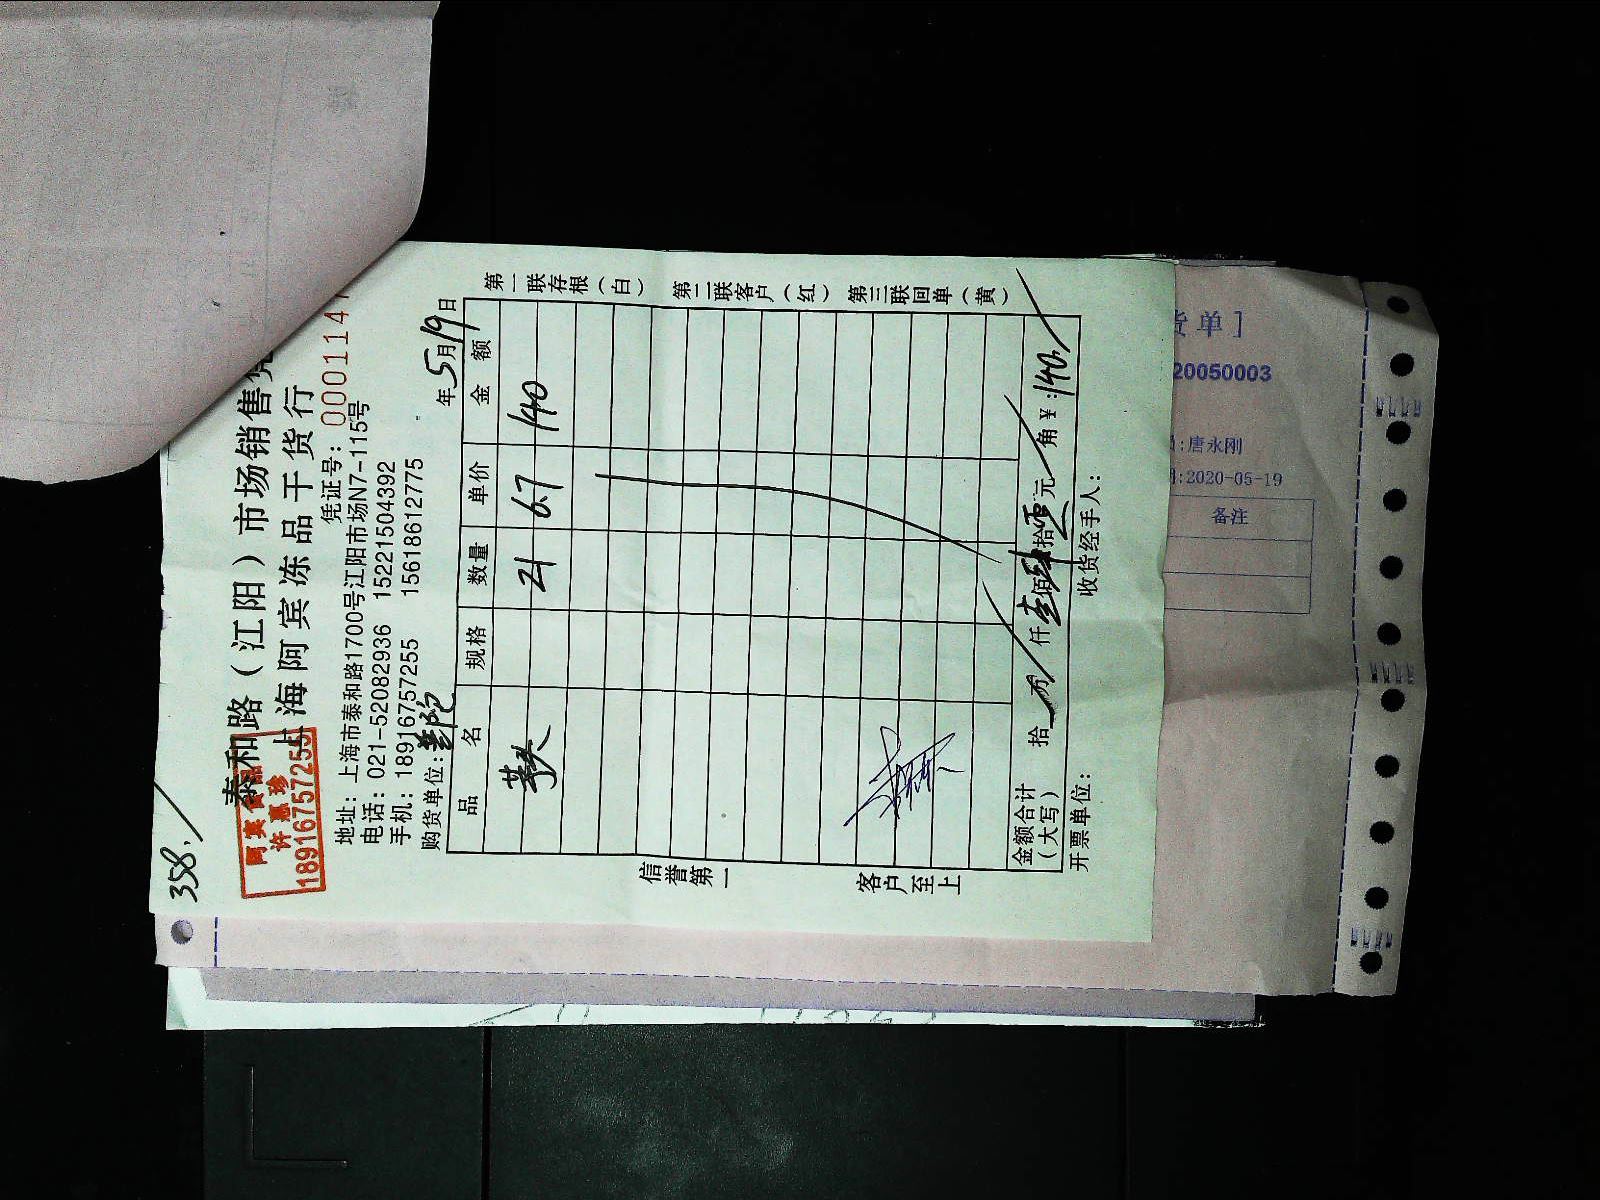 358.
泰和路（江阳）市场销售凭
上海阿宾冻品干货行
阿宾食品
许惠珍
18916757255
凭证号：0001147
地址：上海市泰和路1700号江阳市场N7-115号
电话：021-52082936 15221504392
手机：18916757255 15618612775
购货单位： 年5月19日
品名 规格 数量 单价 金额
21 6.7 140
金额合计（大写） 拾万仟壹佰肆拾零元角 ¥：140.
开票单位： 收货经手人：
信誉第一
客户至上
第一联存根（白）
第二联客户（红）
第三联回单（黄）
货单]
20050003
:唐永刚
:2020-05-19
备注